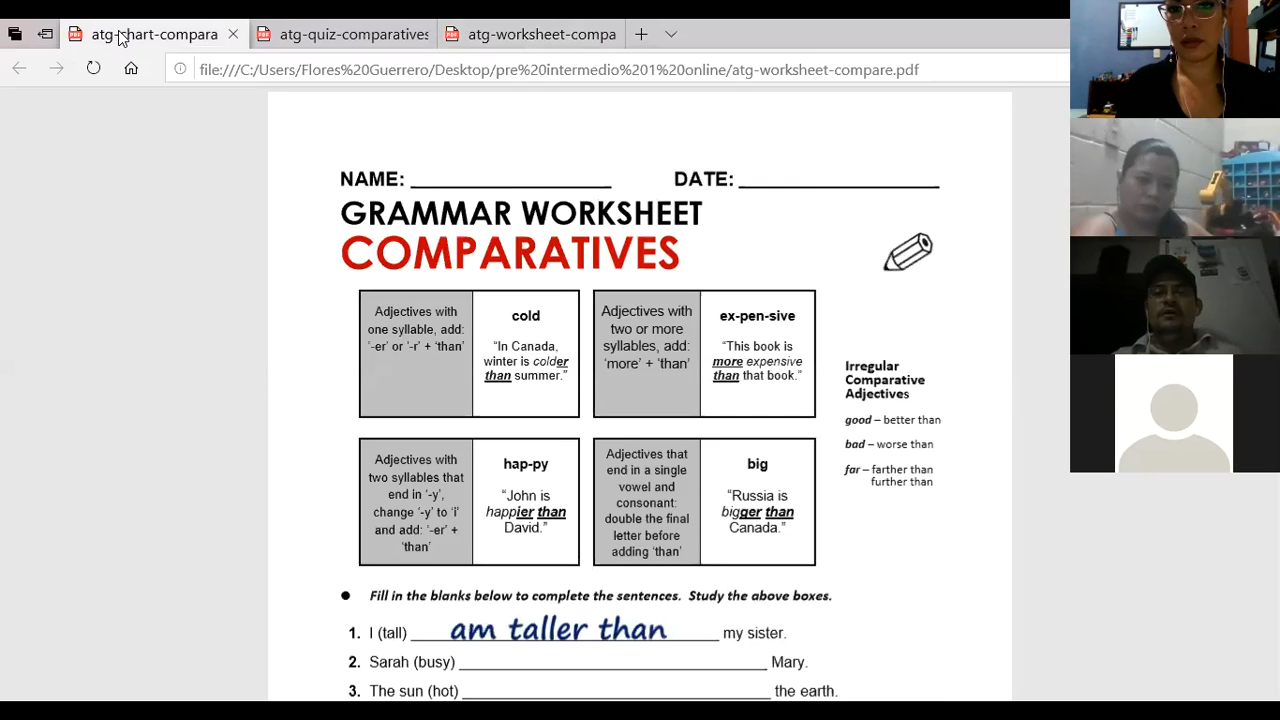 atg-chart-compara
atg-quiz-comparatives
atg-worksheet-compa
file:///C:/Users/Flores%20Guerrero/Desktop/pre%20intermedio%201%20online/atg-worksheet-compare.pdf
NAME: ____________________ DATE: ____________________
GRAMMAR WORKSHEET
COMPARATIVES
Adjectives with
one syllable, add:
‘-er’ or ‘-r’ + ‘than’
cold
“In Canada,
winter is colder
than summer.”
Adjectives with
two or more
syllables, add:
‘more’ + ‘than’
ex-pen-sive
“This book is
more expensive
than that book.”
Irregular
Comparative
Adjectives
good – better than
bad – worse than
far – farther than
further than
Adjectives with
two syllables that
end in ‘-y’,
change ‘-y’ to ‘i’
and add: ‘-er’ +
‘than’
hap-py
“John is
happier than
David.”
Adjectives that
end in a single
vowel and
consonant:
double the final
letter before
adding ‘than’
big
“Russia is
bigger than
Canada.”
● Fill in the blanks below to complete the sentences. Study the above boxes.
1. I (tall) am taller than my sister.
2. Sarah (busy) ______________________________ Mary.
3. The sun (hot) ______________________________ the earth.